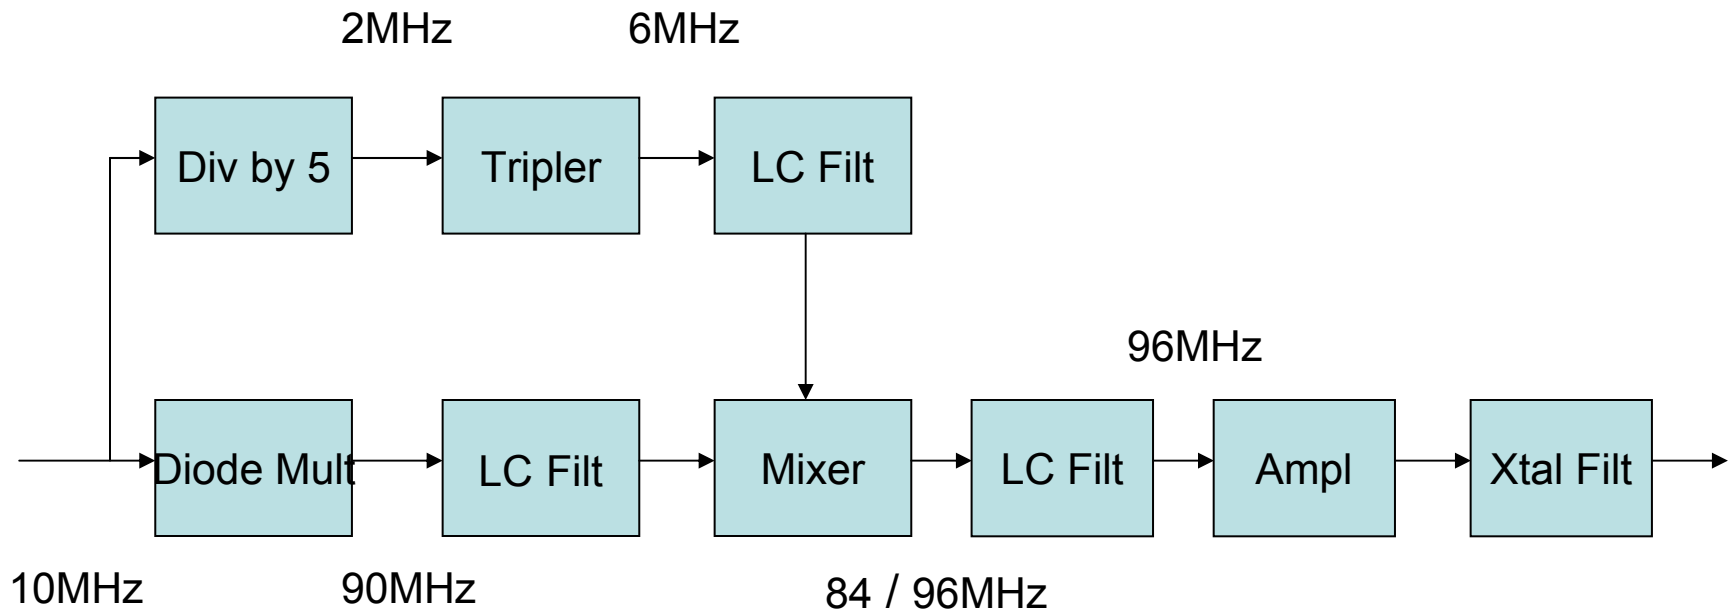 2MHz
6MHz
Div by 5
Tripler
LC Filt
96MHz
Diode Mult
LC Filt
Mixer
LC Filt
Ampl
Xtal Filt
10MHz
90MHz
84 / 96MHz